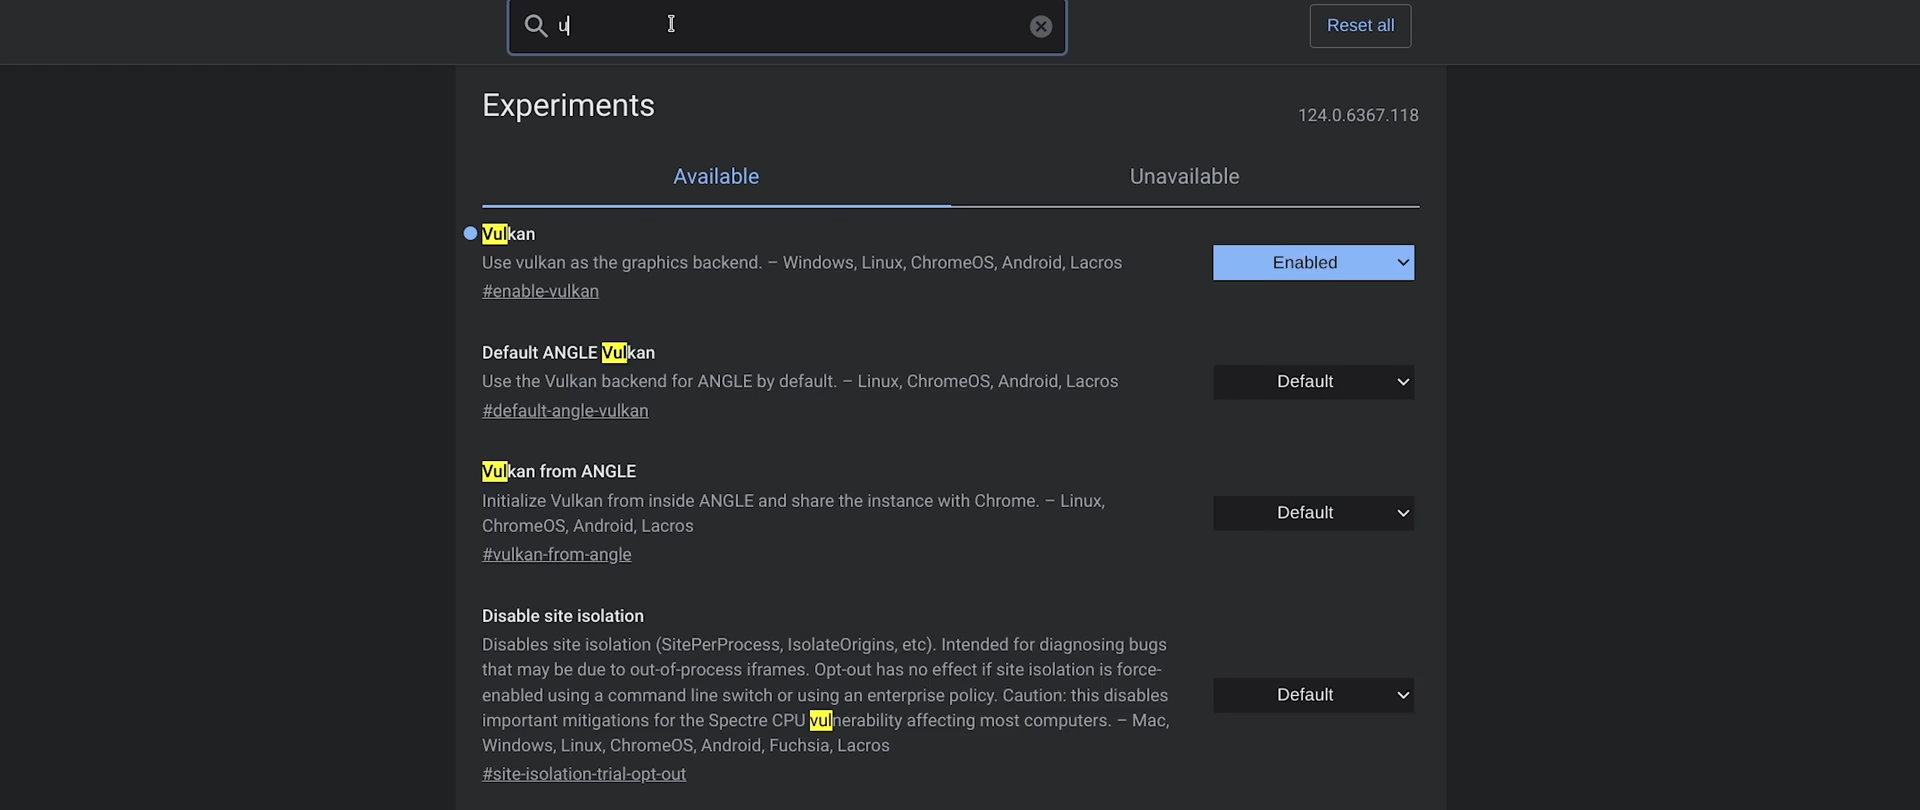 u
Reset all
Experiments
124.0.6367.118
Available
Unavailable
Vulkan
Use vulkan as the graphics backend. – Windows, Linux, ChromeOS, Android, Lacros
#enable-vulkan
Enabled
Default ANGLE Vulkan
Use the Vulkan backend for ANGLE by default. – Linux, ChromeOS, Android, Lacros
#default-angle-vulkan
Default
Vulkan from ANGLE
Initialize Vulkan from inside ANGLE and share the instance with Chrome. – Linux,
ChromeOS, Android, Lacros
#vulkan-from-angle
Default
Disable site isolation
Disables site isolation (SitePerProcess, IsolateOrigins, etc). Intended for diagnosing bugs
that may be due to out-of-process iframes. Opt-out has no effect if site isolation is force-
enabled using a command line switch or using an enterprise policy. Caution: this disables
important mitigations for the Spectre CPU vulnerability affecting most computers. – Mac,
Windows, Linux, ChromeOS, Android, Fuchsia, Lacros
#site-isolation-trial-opt-out
Default